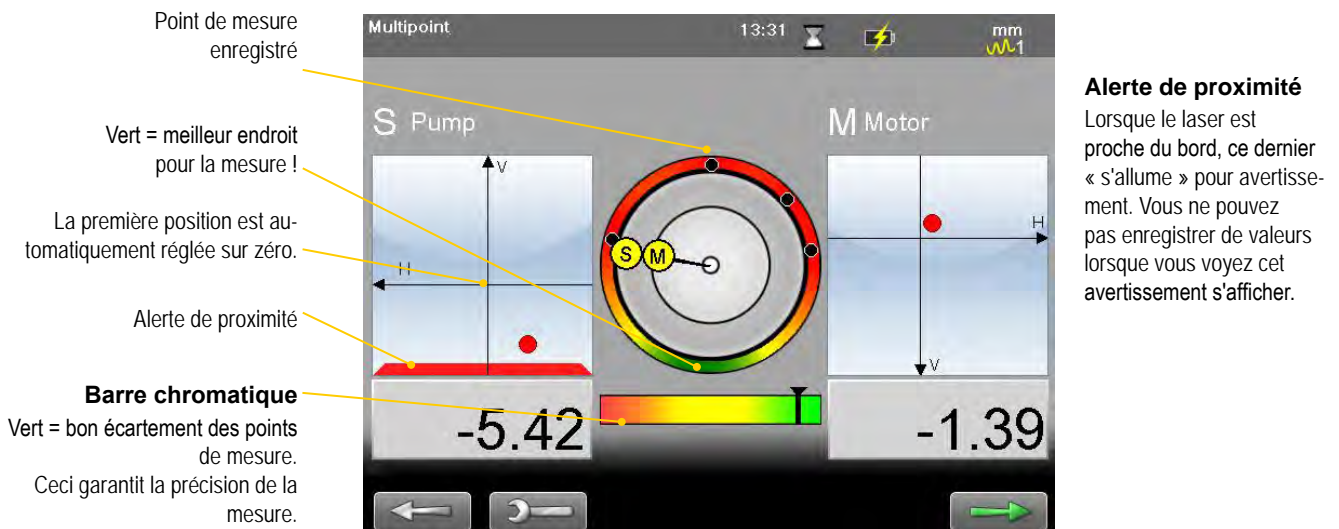 Point de mesure
enregistré
Vert = meilleur endroit
pour la mesure !
La première position est au-
tomatiquement réglée sur zéro.
Alerte de proximité
Barre chromatique
Vert = bon écartement des points
de mesure.
Ceci garantit la précision de la
mesure.
Multipoint
13:31
mm
1
S Pump
M Motor
V
H
S
M
H
V
-5.42
-1.39
Alerte de proximité
Lorsque le laser est
proche du bord, ce dernier
« s'allume » pour avertisse-
ment. Vous ne pouvez
pas enregistrer de valeurs
lorsque vous voyez cet
avertissement s'afficher.